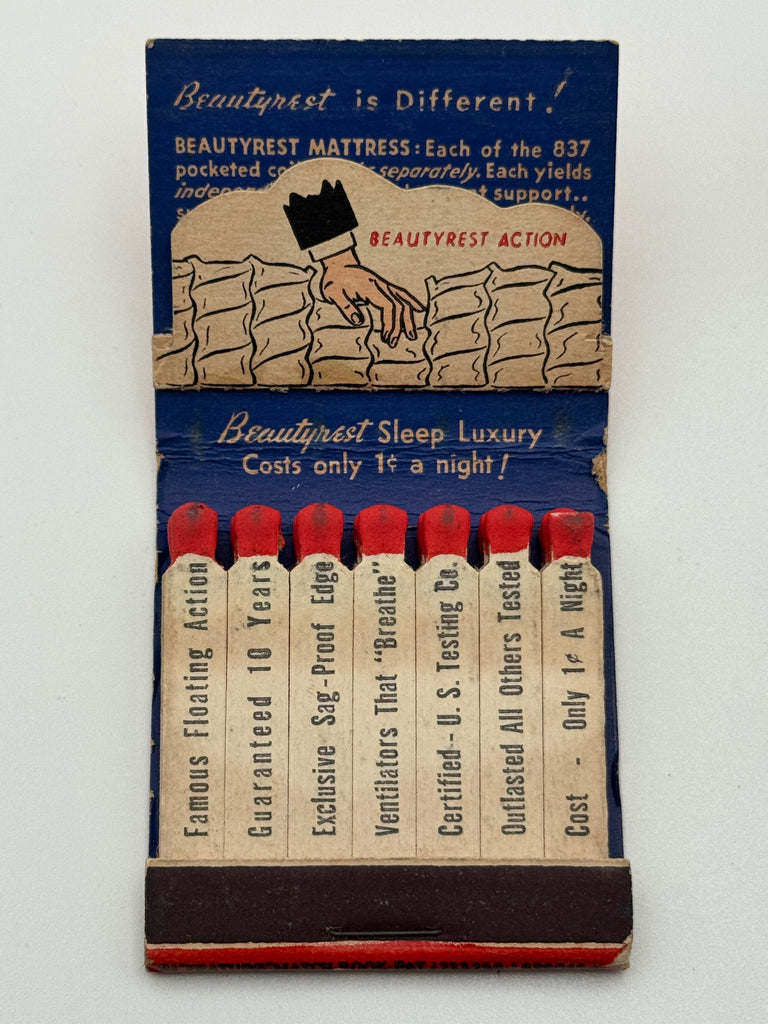 Beautyrest is Different!
BEAUTYREST MATTRESS: Each of the 837
pocketed separately. Each yields
support..
BEAUTYREST ACTION
Beautyrest Sleep Luxury
Costs only 1¢ a night!
Famous Floating Action
Guaranteed 10 Years
Exclusive Sag-Proof Edge
Ventilators That "Breathe"
Certified - U. S. Testing Co.
Outlasted All Others Tested
Cost - Only 1¢ A Night